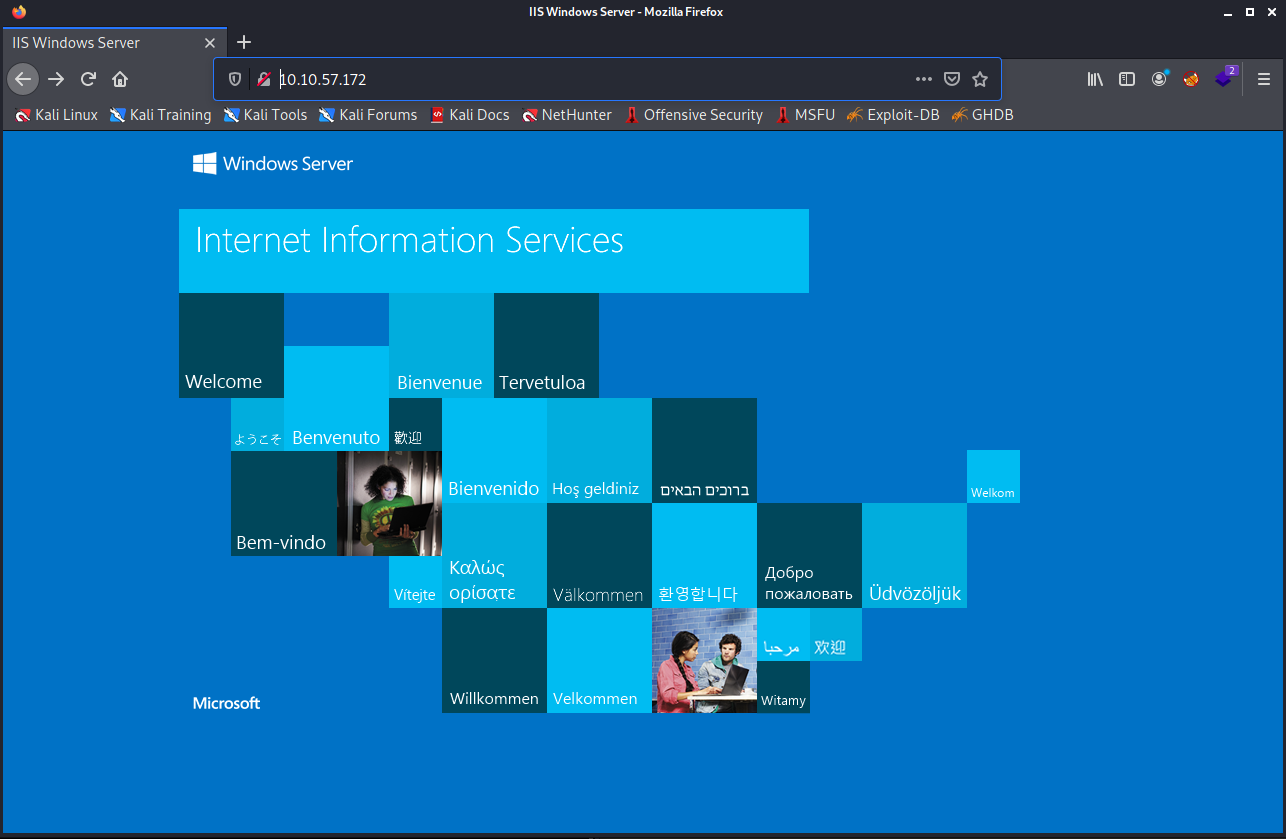 IIS Windows Server - Mozilla Firefox
IIS Windows Server
10.10.57.172
2
Kali Linux Kali Training Kali Tools Kali Forums Kali Docs NetHunter Offensive Security MSFU Exploit-DB GHDB
Windows Server
Internet Information Services
Welcome
Bienvenue
Tervetuloa
ようこそ
Benvenuto
歡迎
Bienvenido
Hoş geldiniz
ברוכים הבאים
Welkom
Bem-vindo
Vítejte
Καλώς
ορίσατε
Välkommen
환영합니다
Добро
пожаловать
Üdvözöljük
مرحبا
欢迎
Willkommen
Velkommen
Witamy
Microsoft